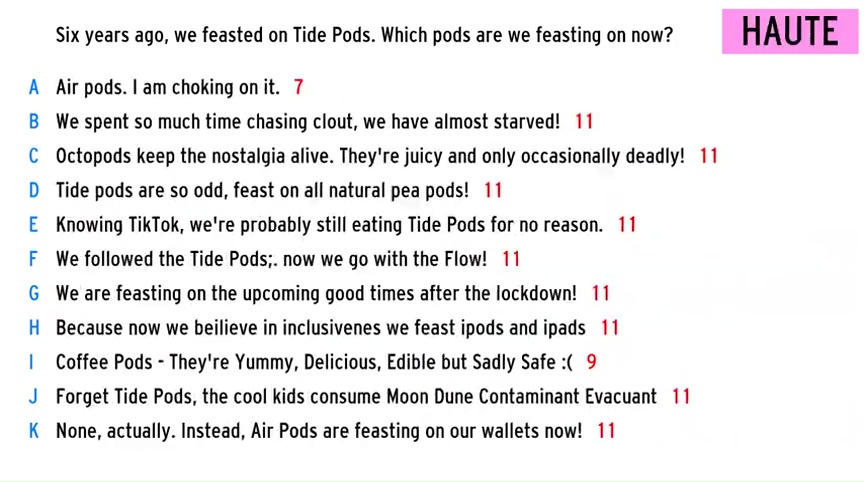 Six years ago, we feasted on Tide Pods. Which pods are we feasting on now?
HAUTE
A Air pods. I am choking on it. 7
B We spent so much time chasing clout, we have almost starved! 11
C Octopods keep the nostalgia alive. They're juicy and only occasionally deadly! 11
D Tide pods are so odd, feast on all natural pea pods! 11
E Knowing TikTok, we're probably still eating Tide Pods for no reason. 11
F We followed the Tide Pods;. now we go with the Flow! 11
G We are feasting on the upcoming good times after the lockdown! 11
H Because now we beilieve in inclusivenes we feast ipods and ipads 11
I Coffee Pods - They're Yummy, Delicious, Edible but Sadly Safe :( 9
J Forget Tide Pods, the cool kids consume Moon Dune Contaminant Evacuant 11
K None, actually. Instead, Air Pods are feasting on our wallets now! 11